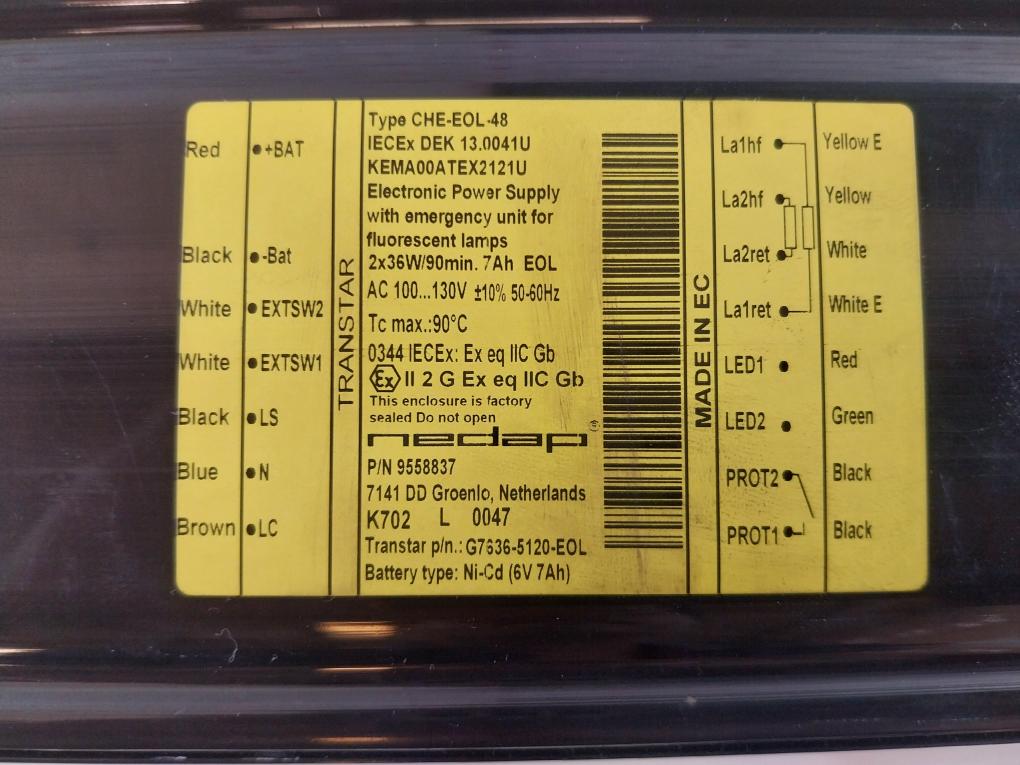 Red +BAT
Black -Bat
White EXTSW2
White EXTSW1
Black LS
Blue N
Brown LC
TRANSTAR
Type CHE-EOL-48
IECEx DEK 13.0041U
KEMA00ATEX2121U
Electronic Power Supply
with emergency unit for
fluorescent lamps
2x36W/90min. 7Ah EOL
AC 100...130V ±10% 50-60Hz
Tc max.:90°C
0344 IECEx: Ex eq IIC Gb
Ex II 2 G Ex eq IIC Gb
This enclosure is factory
sealed Do not open
nedap ®
P/N 9558837
7141 DD Groenlo, Netherlands
K702 L 0047
Transtar p/n.: G7636-5120-EOL
Battery type: Ni-Cd (6V 7Ah)
MADE IN EC
La1hf Yellow E
La2hf Yellow
La2ret White
La1ret White E
LED1 Red
LED2 Green
PROT2 Black
PROT1 Black